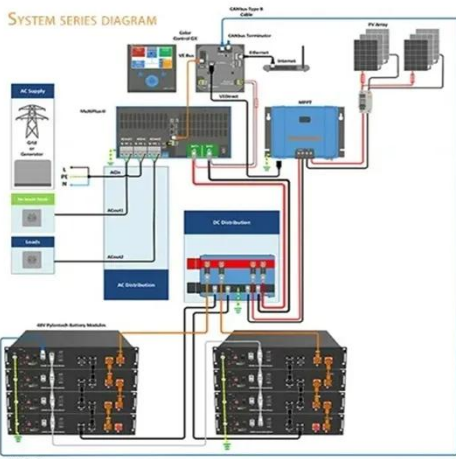 SYSTEM SERIES DIAGRAM
CANbus Type B
Cable
Color
Control GX
CANbus Terminator
VE Bus
Ethernet
Internet
PV Array
AC Supply
Grid
or
Generator
MultiPlus-II
VE.Direct
MPPT
L
PE
N
ACin
ACout1
Loads
ACout2
AC Distribution
DC Distribution
48V Pylontech Battery Modules